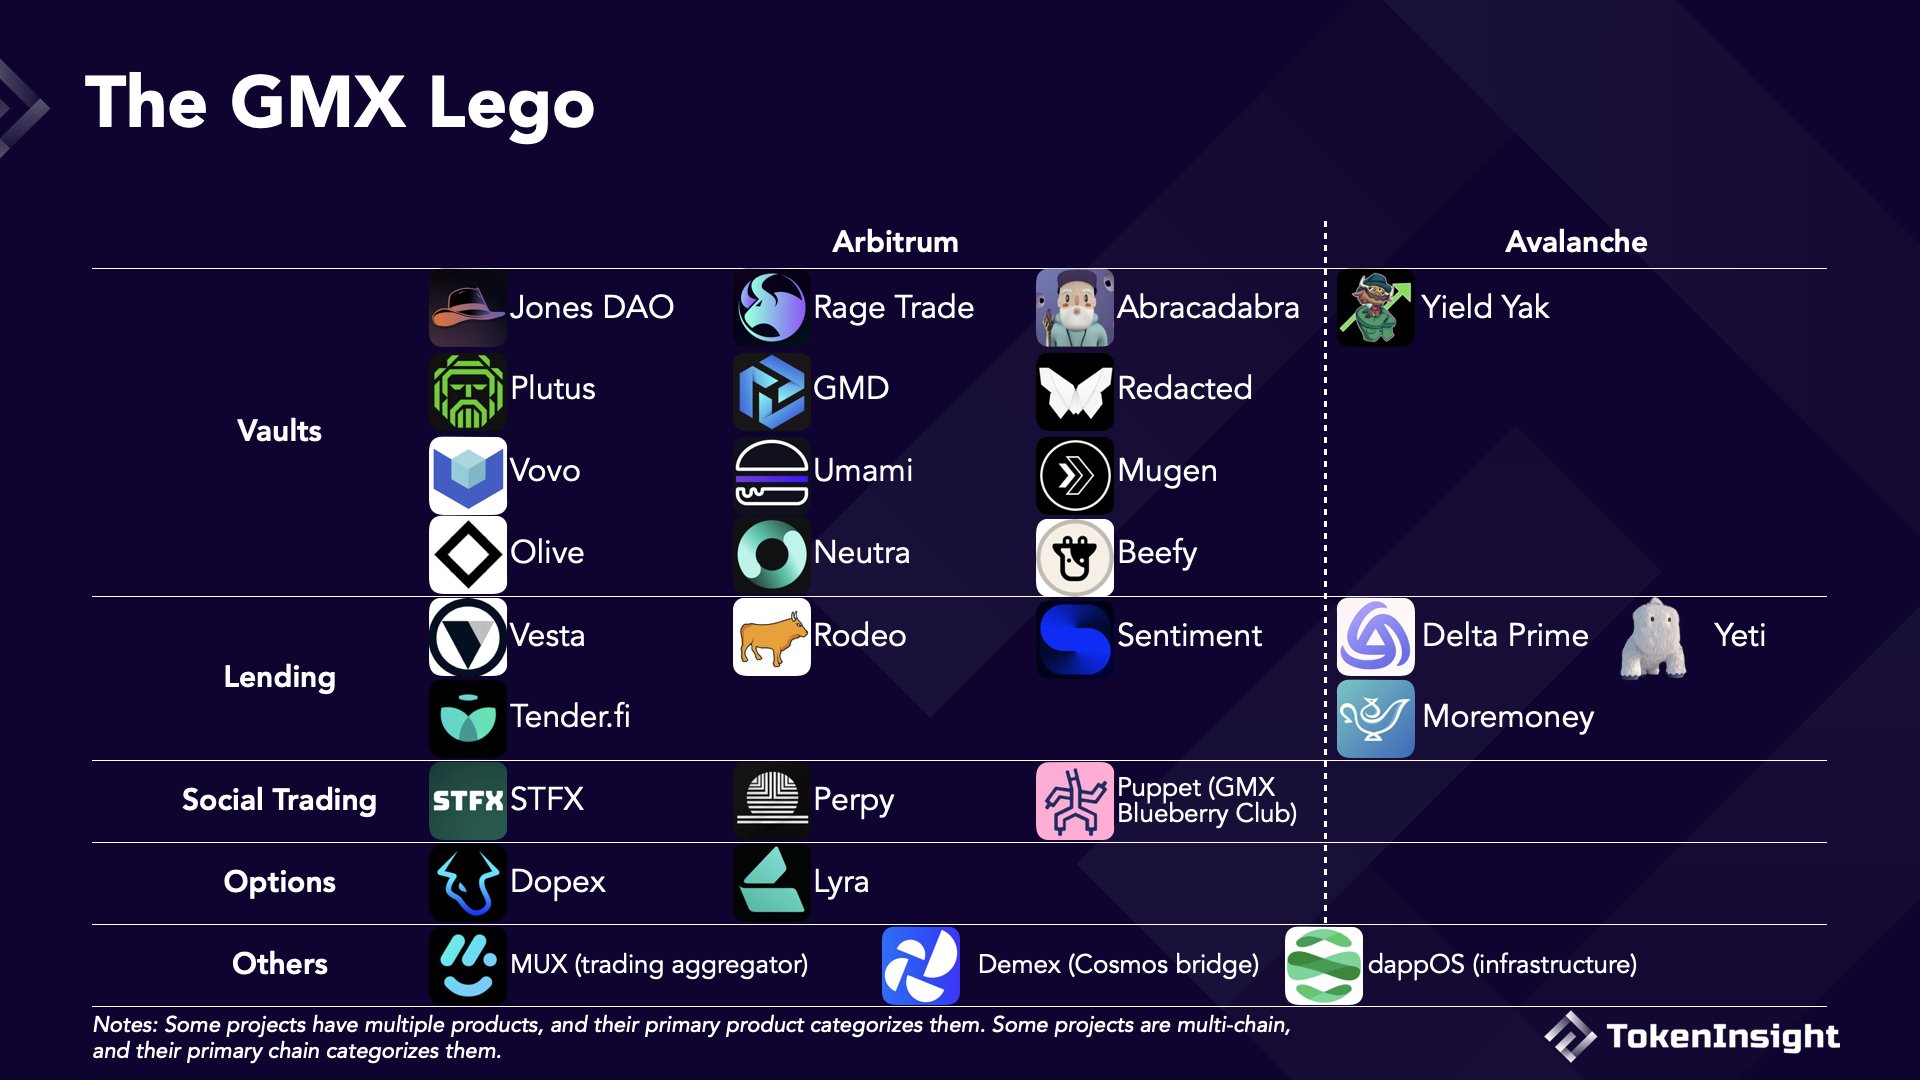 The GMX Lego
Arbitrum
Avalanche
Vaults
Jones DAO
Rage Trade
Abracadabra
Yield Yak
Plutus
GMD
Redacted
Vovo
Umami
Mugen
Olive
Neutra
Beefy
Lending
Vesta
Rodeo
Sentiment
Delta Prime
Yeti
Tender.fi
Moremoney
Social Trading
STFX
STFX
Perpy
Puppet (GMX
Blueberry Club)
Options
Dopex
Lyra
Others
MUX (trading aggregator)
Demex (Cosmos bridge)
dappOS (infrastructure)
Notes: Some projects have multiple products, and their primary product categorizes them. Some projects are multi-chain,
and their primary chain categorizes them.
TokenInsight